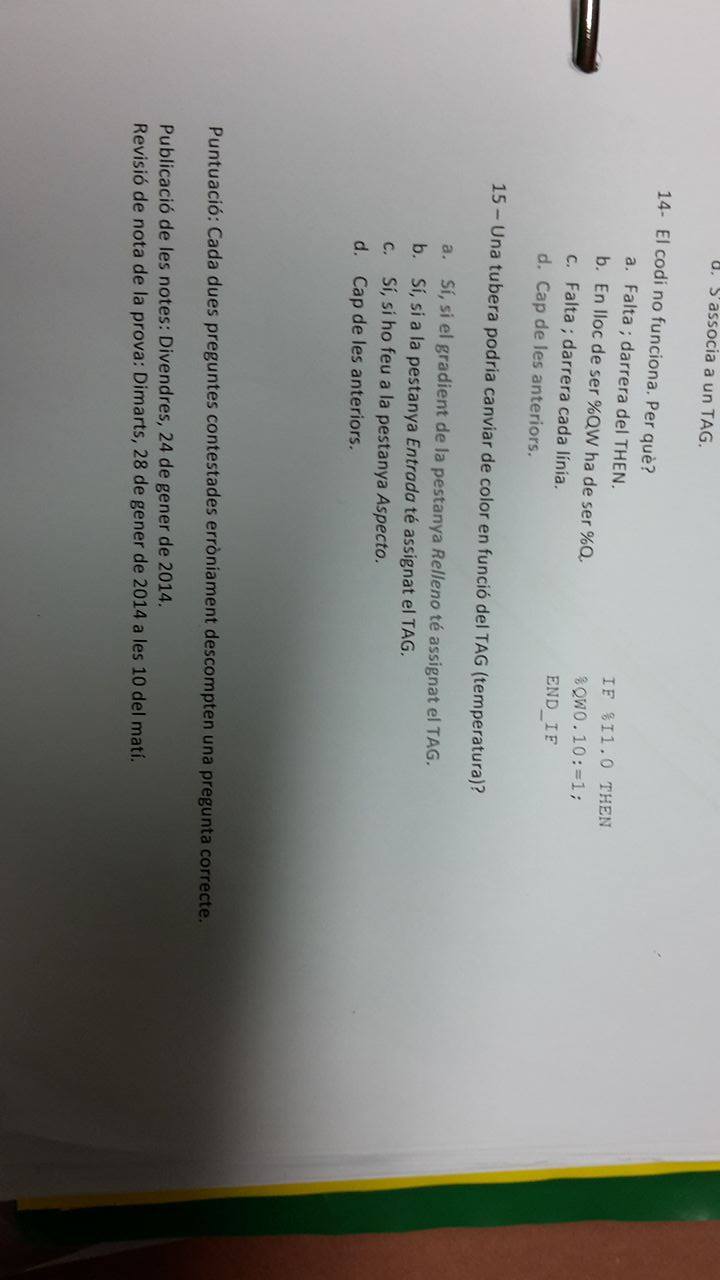 d. S'associa a un TAG.
14- El codi no funciona. Per què?
a. Falta ; darrera del THEN.
b. En lloc de ser %QW ha de ser %Q.
c. Falta ; darrera cada línia.
d. Cap de les anteriors.
IF %I1.0 THEN
%QW0.10:=1;
END_IF
15 – Una tubera podria canviar de color en funció del TAG (temperatura)?
a. Sí, si el gradient de la pestanya Relleno té assignat el TAG.
b. Sí, si a la pestanya Entrada té assignat el TAG.
c. Sí, si ho feu a la pestanya Aspecto.
d. Cap de les anteriors.
Puntuació: Cada dues preguntes contestades erròniament descompten una pregunta correcte.
Publicació de les notes: Divendres, 24 de gener de 2014.
Revisió de nota de la prova: Dimarts, 28 de gener de 2014 a les 10 del matí.